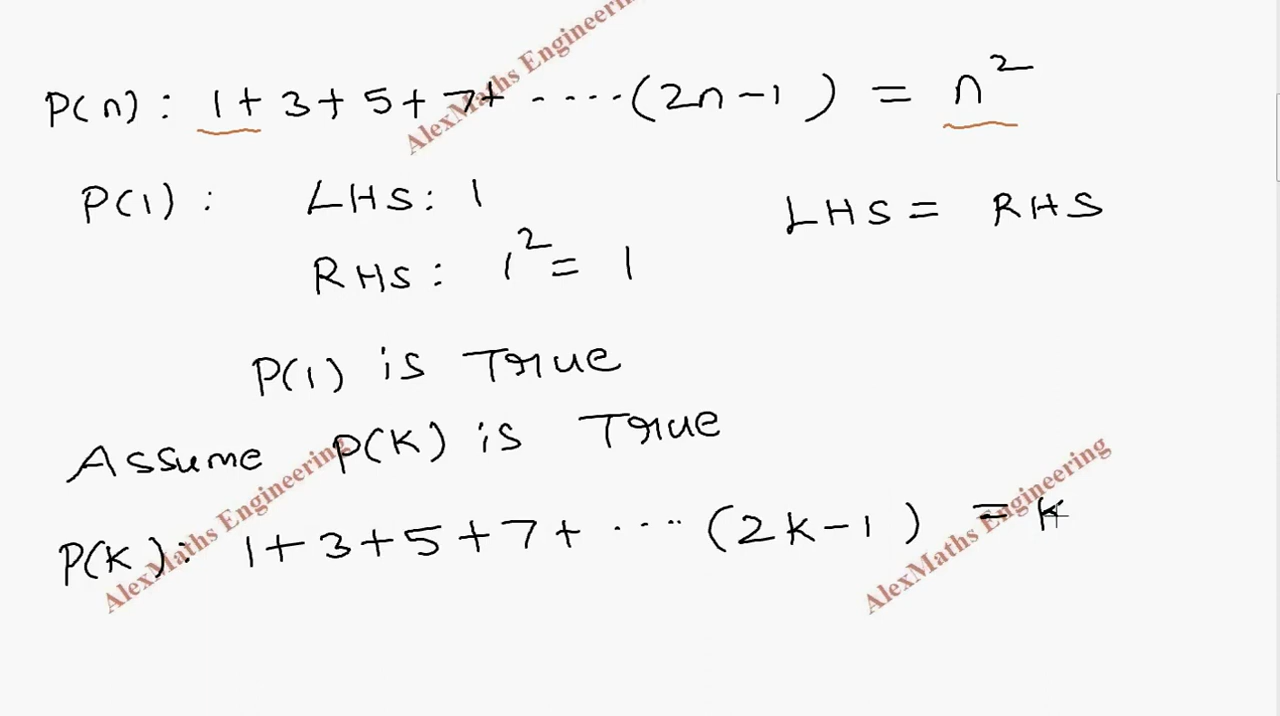 AlexMaths Engineering
P(n): 1 + 3 + 5 + 7 + ....(2n-1) = n²
P(1): LHS: 1
LHS = RHS
RHS: 1² = 1
P(1) is True
Assume P(K) is True
P(K): 1 + 3 + 5 + 7 + ..... (2K-1) = K
AlexMaths Engineering
AlexMaths Engineering